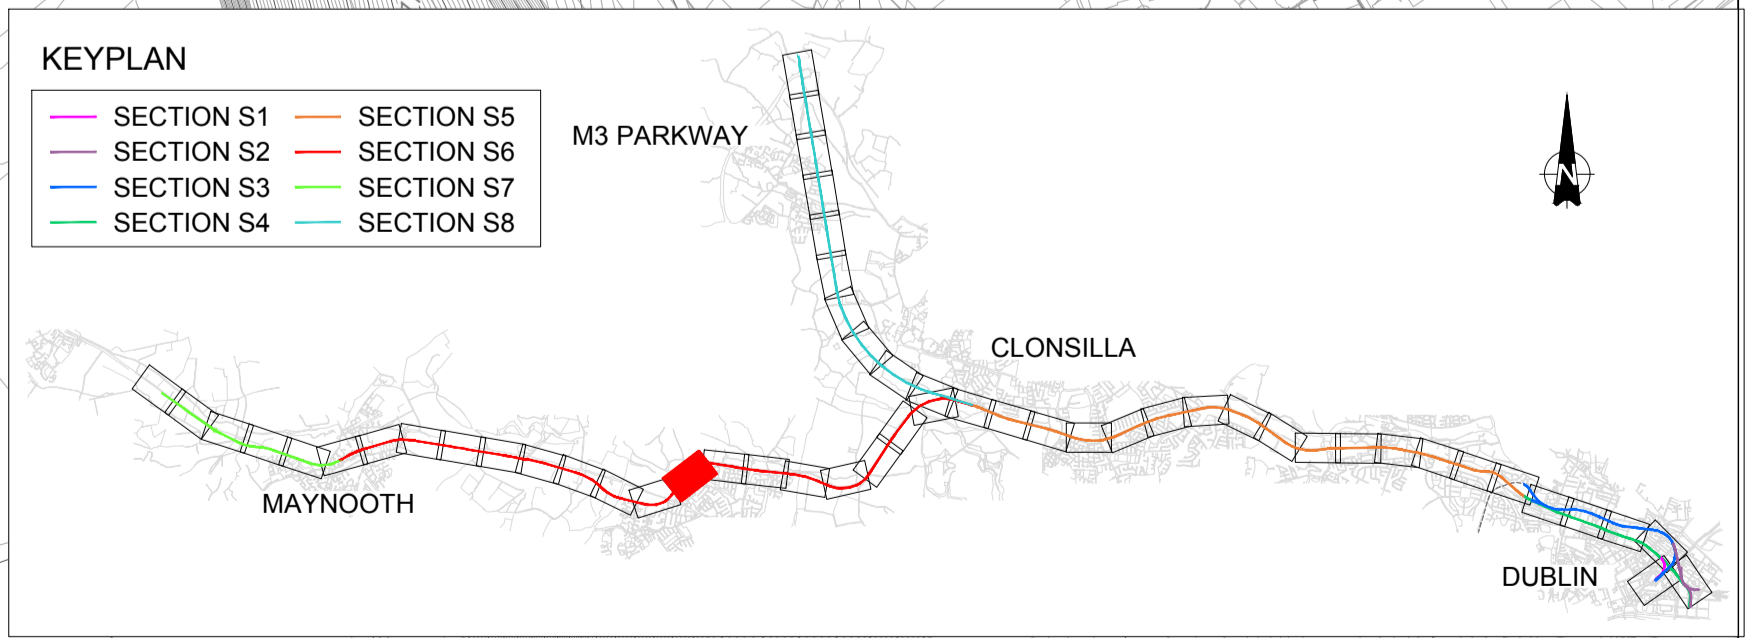 KEYPLAN
SECTION S1 SECTION S5
SECTION S2 SECTION S6
SECTION S3 SECTION S7
SECTION S4 SECTION S8
M3 PARKWAY
N
CLONSILLA
MAYNOOTH
DUBLIN